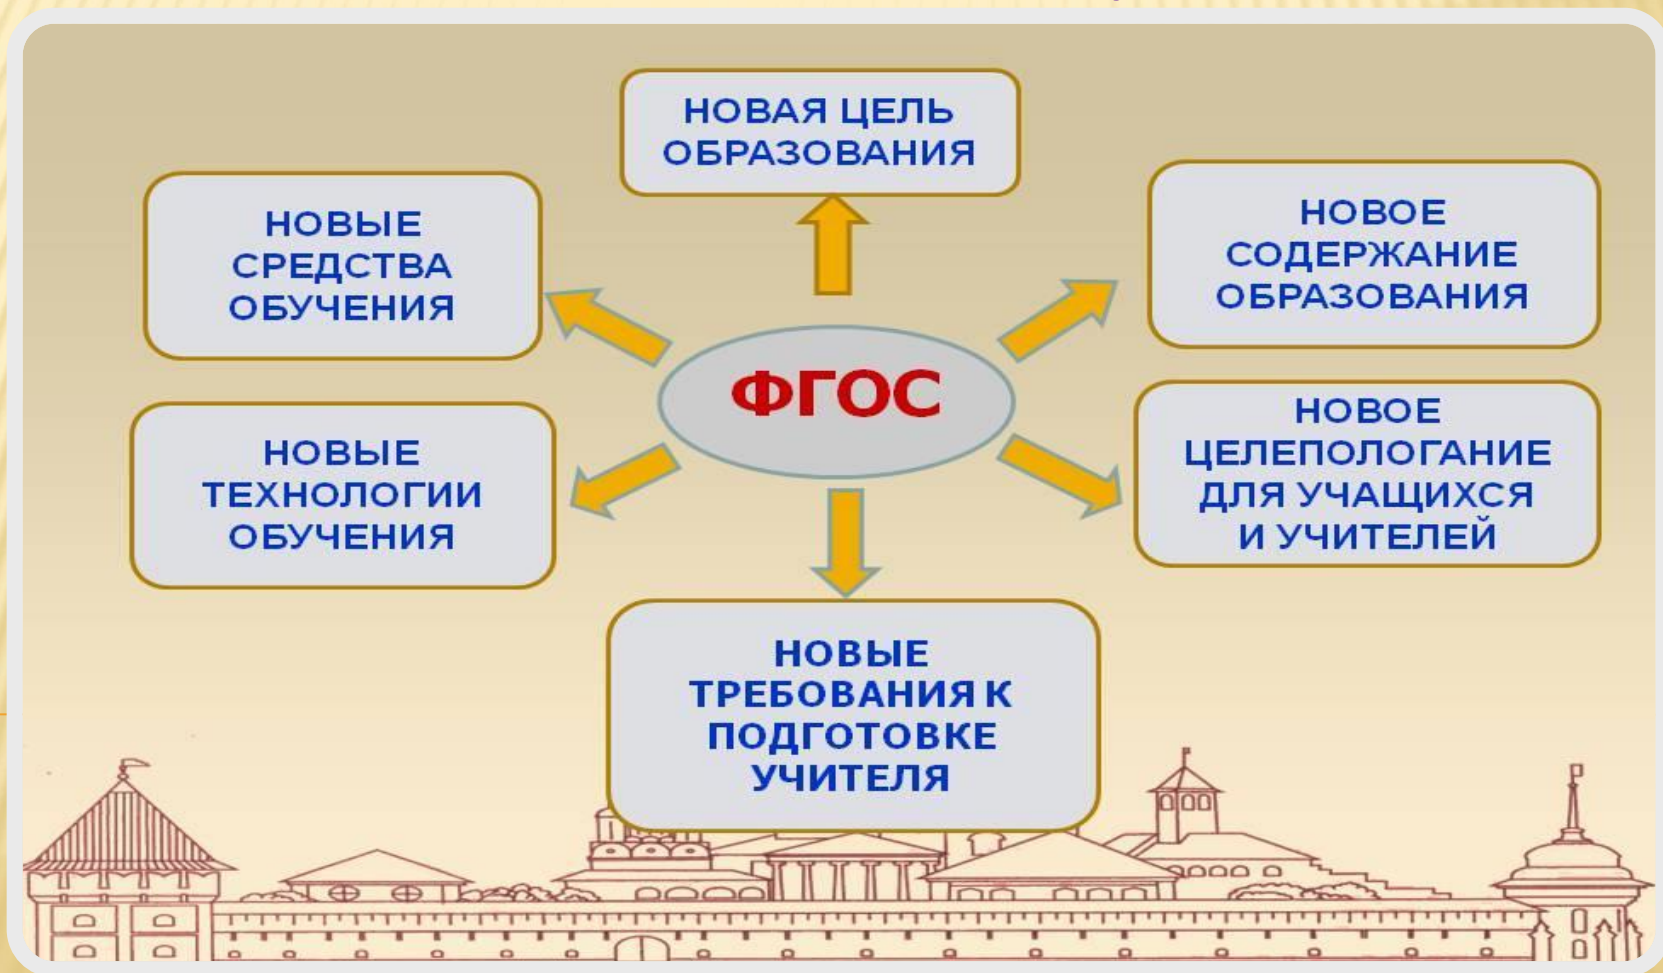 НОВАЯ ЦЕЛЬ
ОБРАЗОВАНИЯ
НОВЫЕ
СРЕДСТВА
ОБУЧЕНИЯ
НОВОЕ
СОДЕРЖАНИЕ
ОБРАЗОВАНИЯ
ФГОС
НОВЫЕ
ТЕХНОЛОГИИ
ОБУЧЕНИЯ
НОВОЕ
ЦЕЛЕПОЛОГАНИЕ
ДЛЯ УЧАЩИХСЯ
И УЧИТЕЛЕЙ
НОВЫЕ
ТРЕБОВАНИЯ К
ПОДГОТОВКЕ
УЧИТЕЛЯ